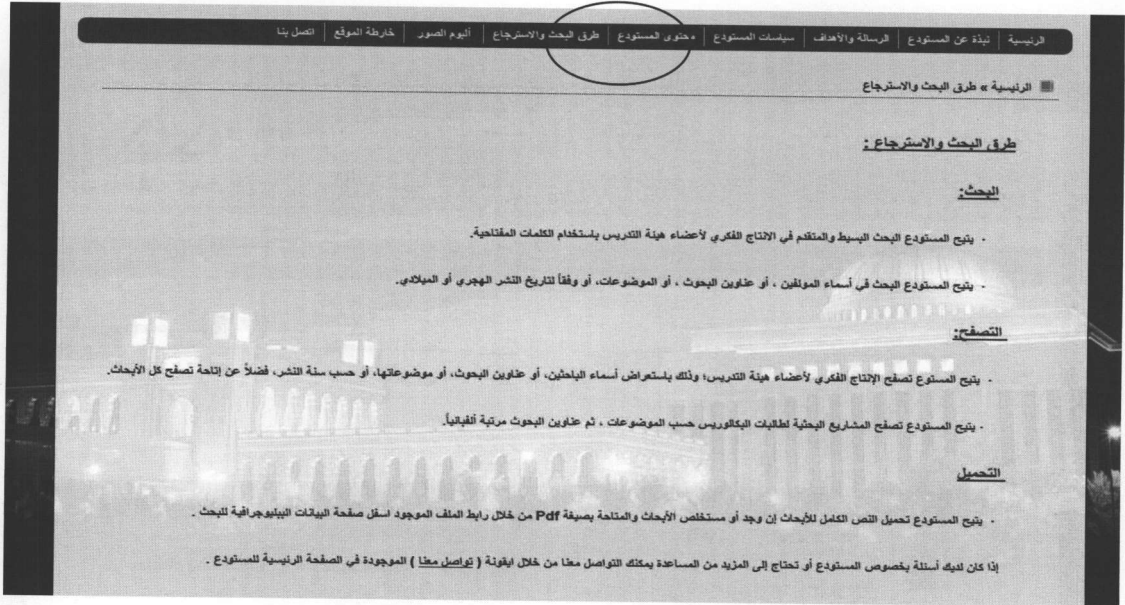 الرئيسية | نبذة عن المستودع | الرسالة والأهداف | سياسات المستودع | محتوى المستودع | طرق البحث والاسترجاع | ألبوم الصور | خارطة الموقع | اتصل بنا
الرئيسية » طرق البحث والاسترجاع
طرق البحث والاسترجاع :
البحث:
- يتيح المستودع البحث البسيط والمتقدم في الانتاج الفكري لأعضاء هيئة التدريس باستخدام الكلمات المفتاحية.
- يتيح المستودع البحث في أسماء المؤلفين ، أو عناوين البحوث ، أو الموضوعات، أو وفقاً لتاريخ النشر الهجري أو الميلادي.
التصفح:
- يتيح المستوع تصفح الإنتاج الفكري لأعضاء هيئة التدريس؛ وذلك باستعراض أسماء الباحثين، أو عناوين البحوث، أو موضوعاتها، أو حسب سنة النشر، فضلاً عن إتاحة تصفح كل الأبحاث.
- يتيح المستودع تصفح المشاريع البحثية لطالبات البكالوريس حسب الموضوعات ، ثم عناوين البحوث مرتبة ألفبائياً.
التحميل
- يتيح المستودع تحميل النص الكامل للأبحاث إن وجد أو مستخلص الأبحاث والمتاحة بصيغة Pdf من خلال رابط الملف الموجود اسفل صفحة البيانات الببليوجرافية للبحث .
إذا كان لديك أسئلة بخصوص المستودع أو تحتاج إلى المزيد من المساعدة يمكنك التواصل معنا من خلال ايقونة ( تواصل معنا ) الموجودة في الصفحة الرئيسية للمستودع .